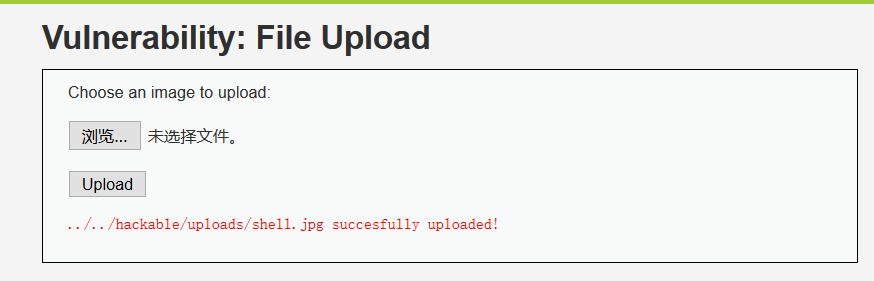 Vulnerability: File Upload
Choose an image to upload:
浏览... 未选择文件。
Upload
../../hackable/uploads/shell.jpg succesfully uploaded!